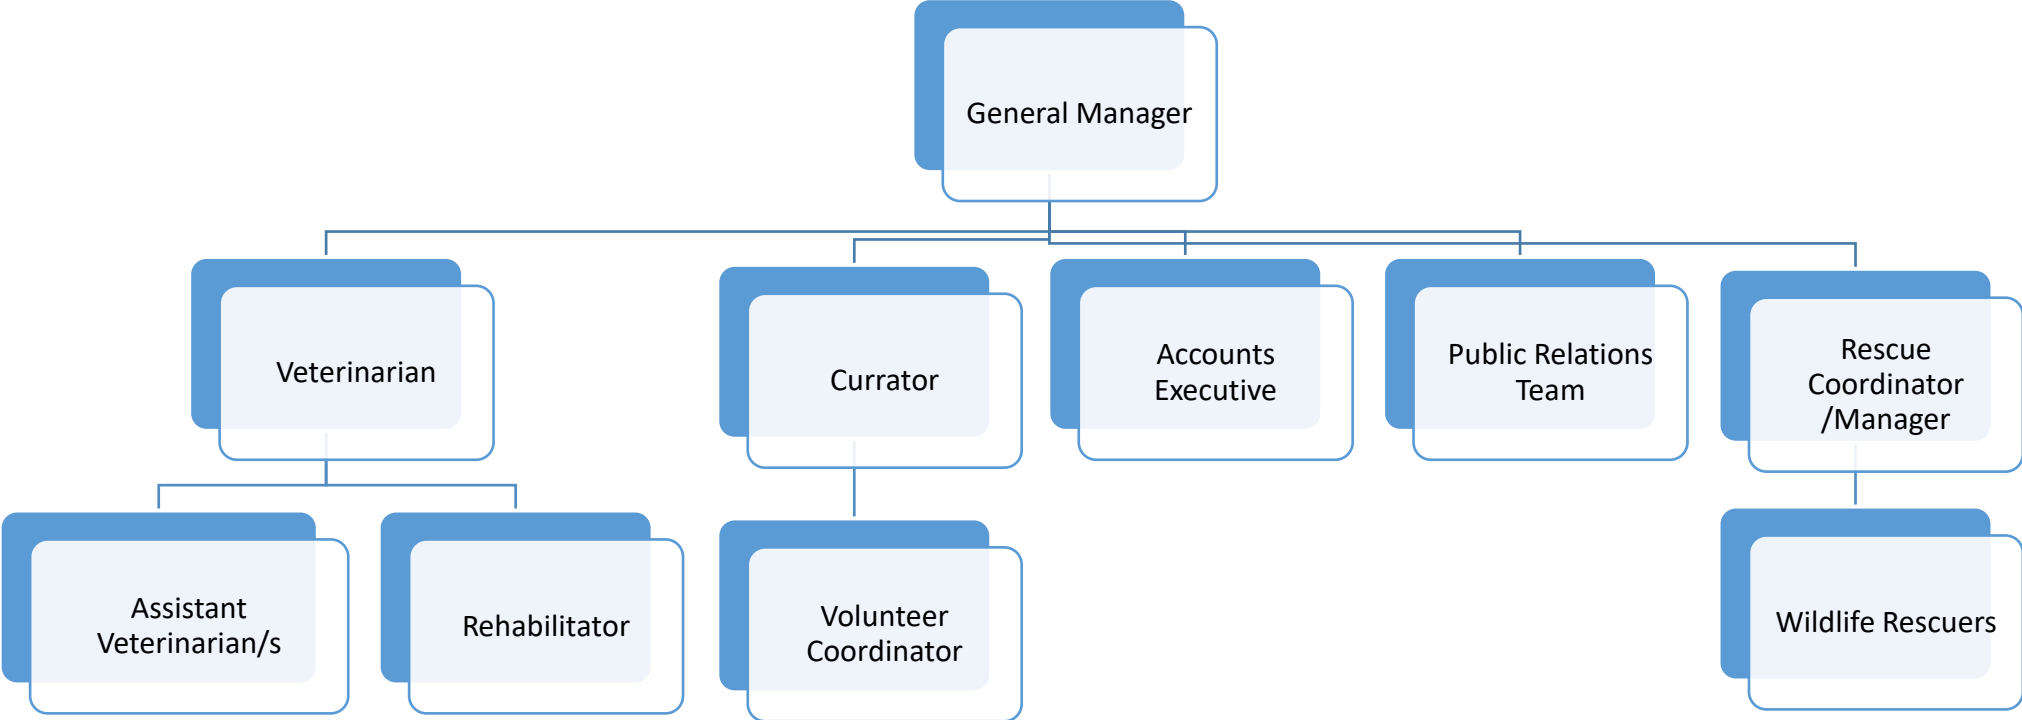 General Manager
Veterinarian
Currator
Accounts
Executive
Public Relations
Team
Rescue
Coordinator
/Manager
Assistant
Veterinarian/s
Rehabilitator
Volunteer
Coordinator
Wildlife Rescuers